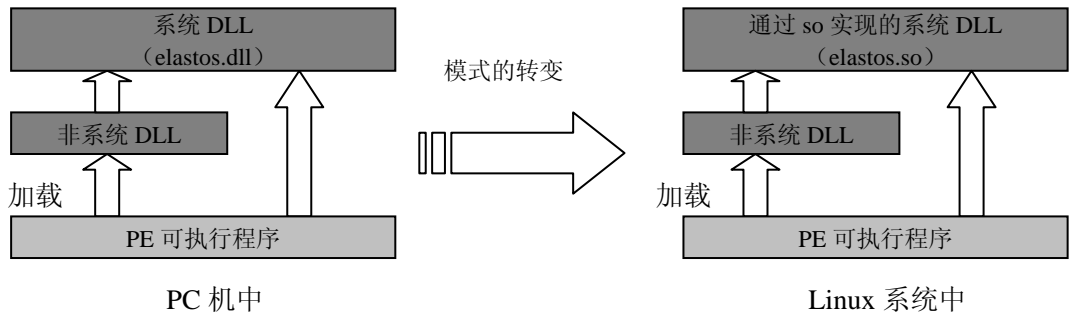 系统 DLL
（elastos.dll）
非系统 DLL
加载
PE 可执行程序
PC 机中
模式的转变
通过 so 实现的系统 DLL
（elastos.so）
非系统 DLL
加载
PE 可执行程序
Linux 系统中